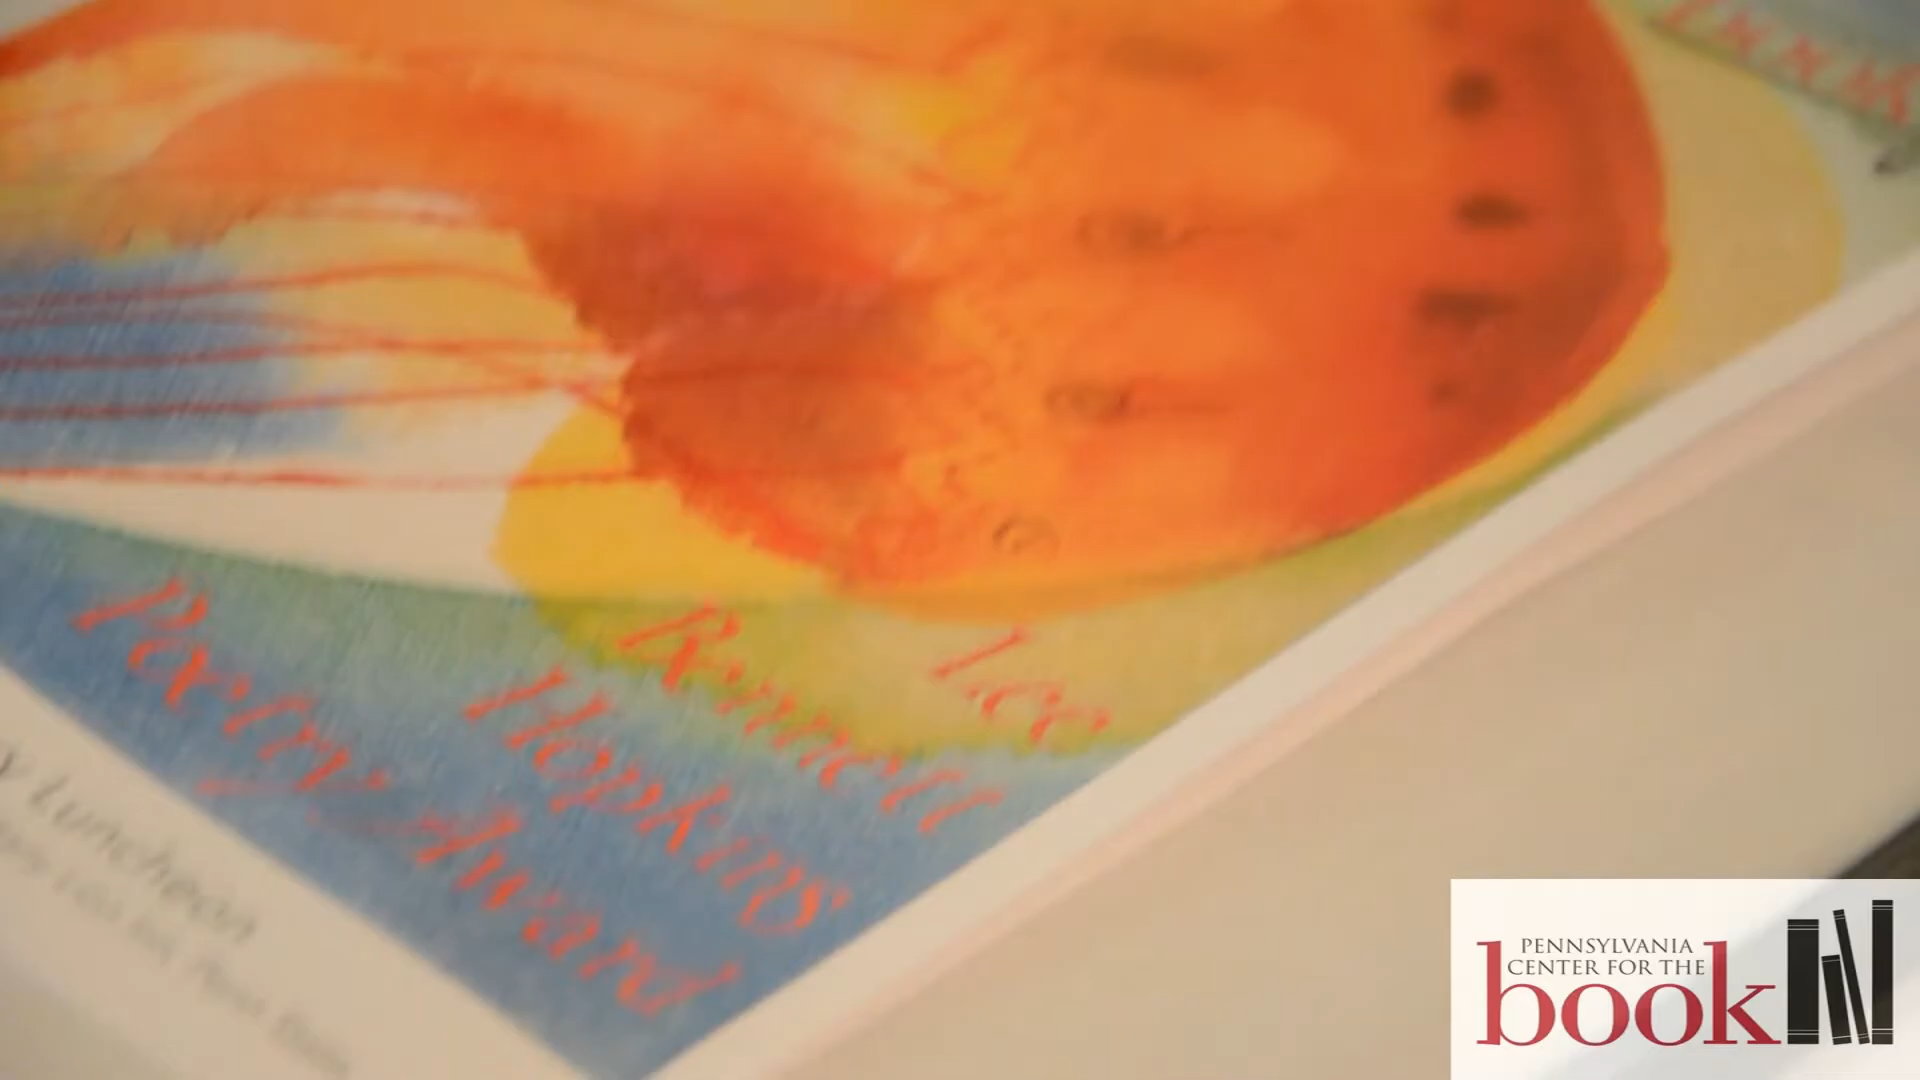 Lee
Bennett
Hopkins
Poetry Award
y Luncheon
PENNSYLVANIA
CENTER FOR THE
book